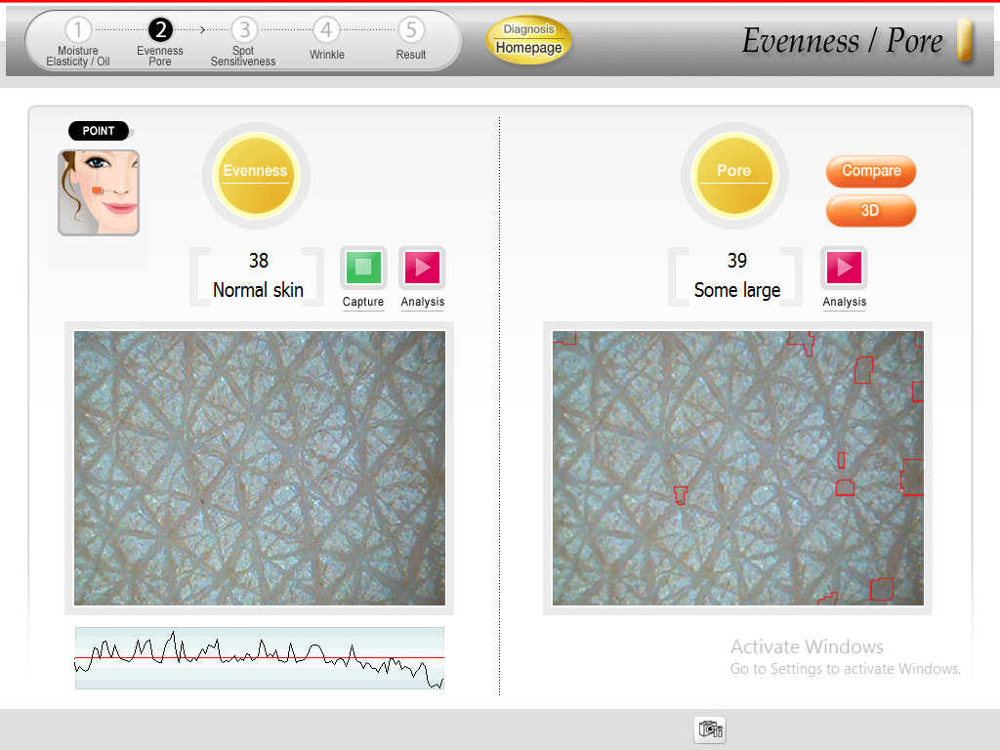 1
2
3
4
5
Moisture
Elasticity / Oil
Evenness
Pore
Spot
Sensitiveness
Wrinkle
Result
Diagnosis
Homepage
Evenness / Pore
POINT
Evenness
38
Normal skin
Capture
Analysis
Pore
Compare
3D
39
Some large
Analysis
Activate Windows
Go to Settings to activate Windows.